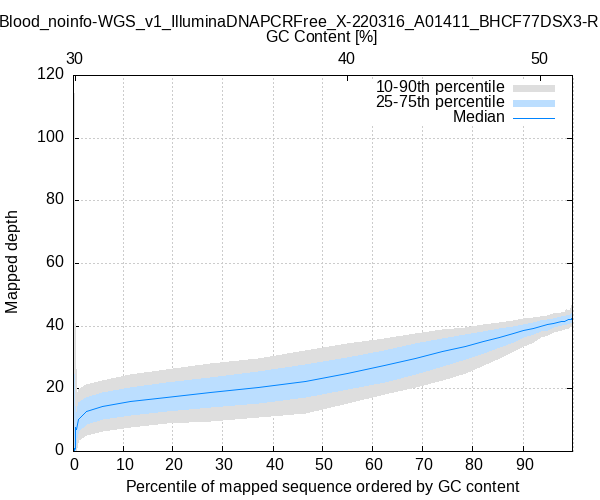 Blood_noinfo-WGS_v1_IlluminaDNAPCRFree_X-220316_A01411_BHCF77DSX3-R
GC Content [%]
30 40 50
120
100
80
60
40
20
0
Mapped depth
10-90th percentile
25-75th percentile
Median
0 10 20 30 40 50 60 70 80 90
Percentile of mapped sequence ordered by GC content